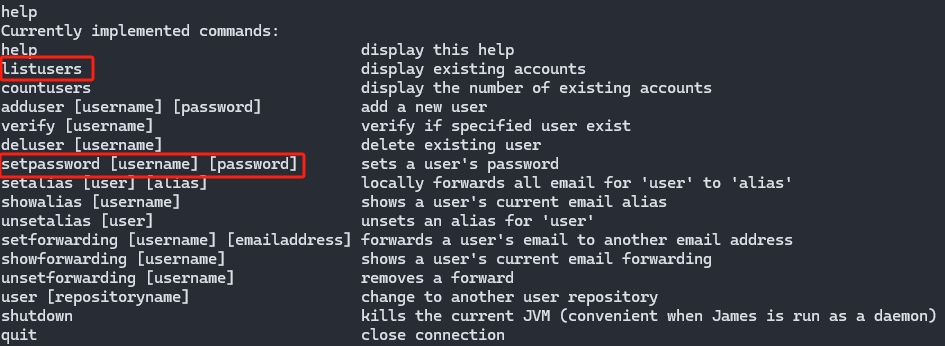 help
Currently implemented commands:
help display this help
listusers display existing accounts
countusers display the number of existing accounts
adduser [username] [password] add a new user
verify [username] verify if specified user exist
deluser [username] delete existing user
setpassword [username] [password] sets a user's password
setalias [user] [alias] locally forwards all email for 'user' to 'alias'
showalias [username] shows a user's current email alias
unsetalias [user] unsets an alias for 'user'
setforwarding [username] [emailaddress] forwards a user's email to another email address
showforwarding [username] shows a user's current email forwarding
unsetforwarding [username] removes a forward
user [repositoryname] change to another user repository
shutdown kills the current JVM (convenient when James is run as a daemon)
quit close connection